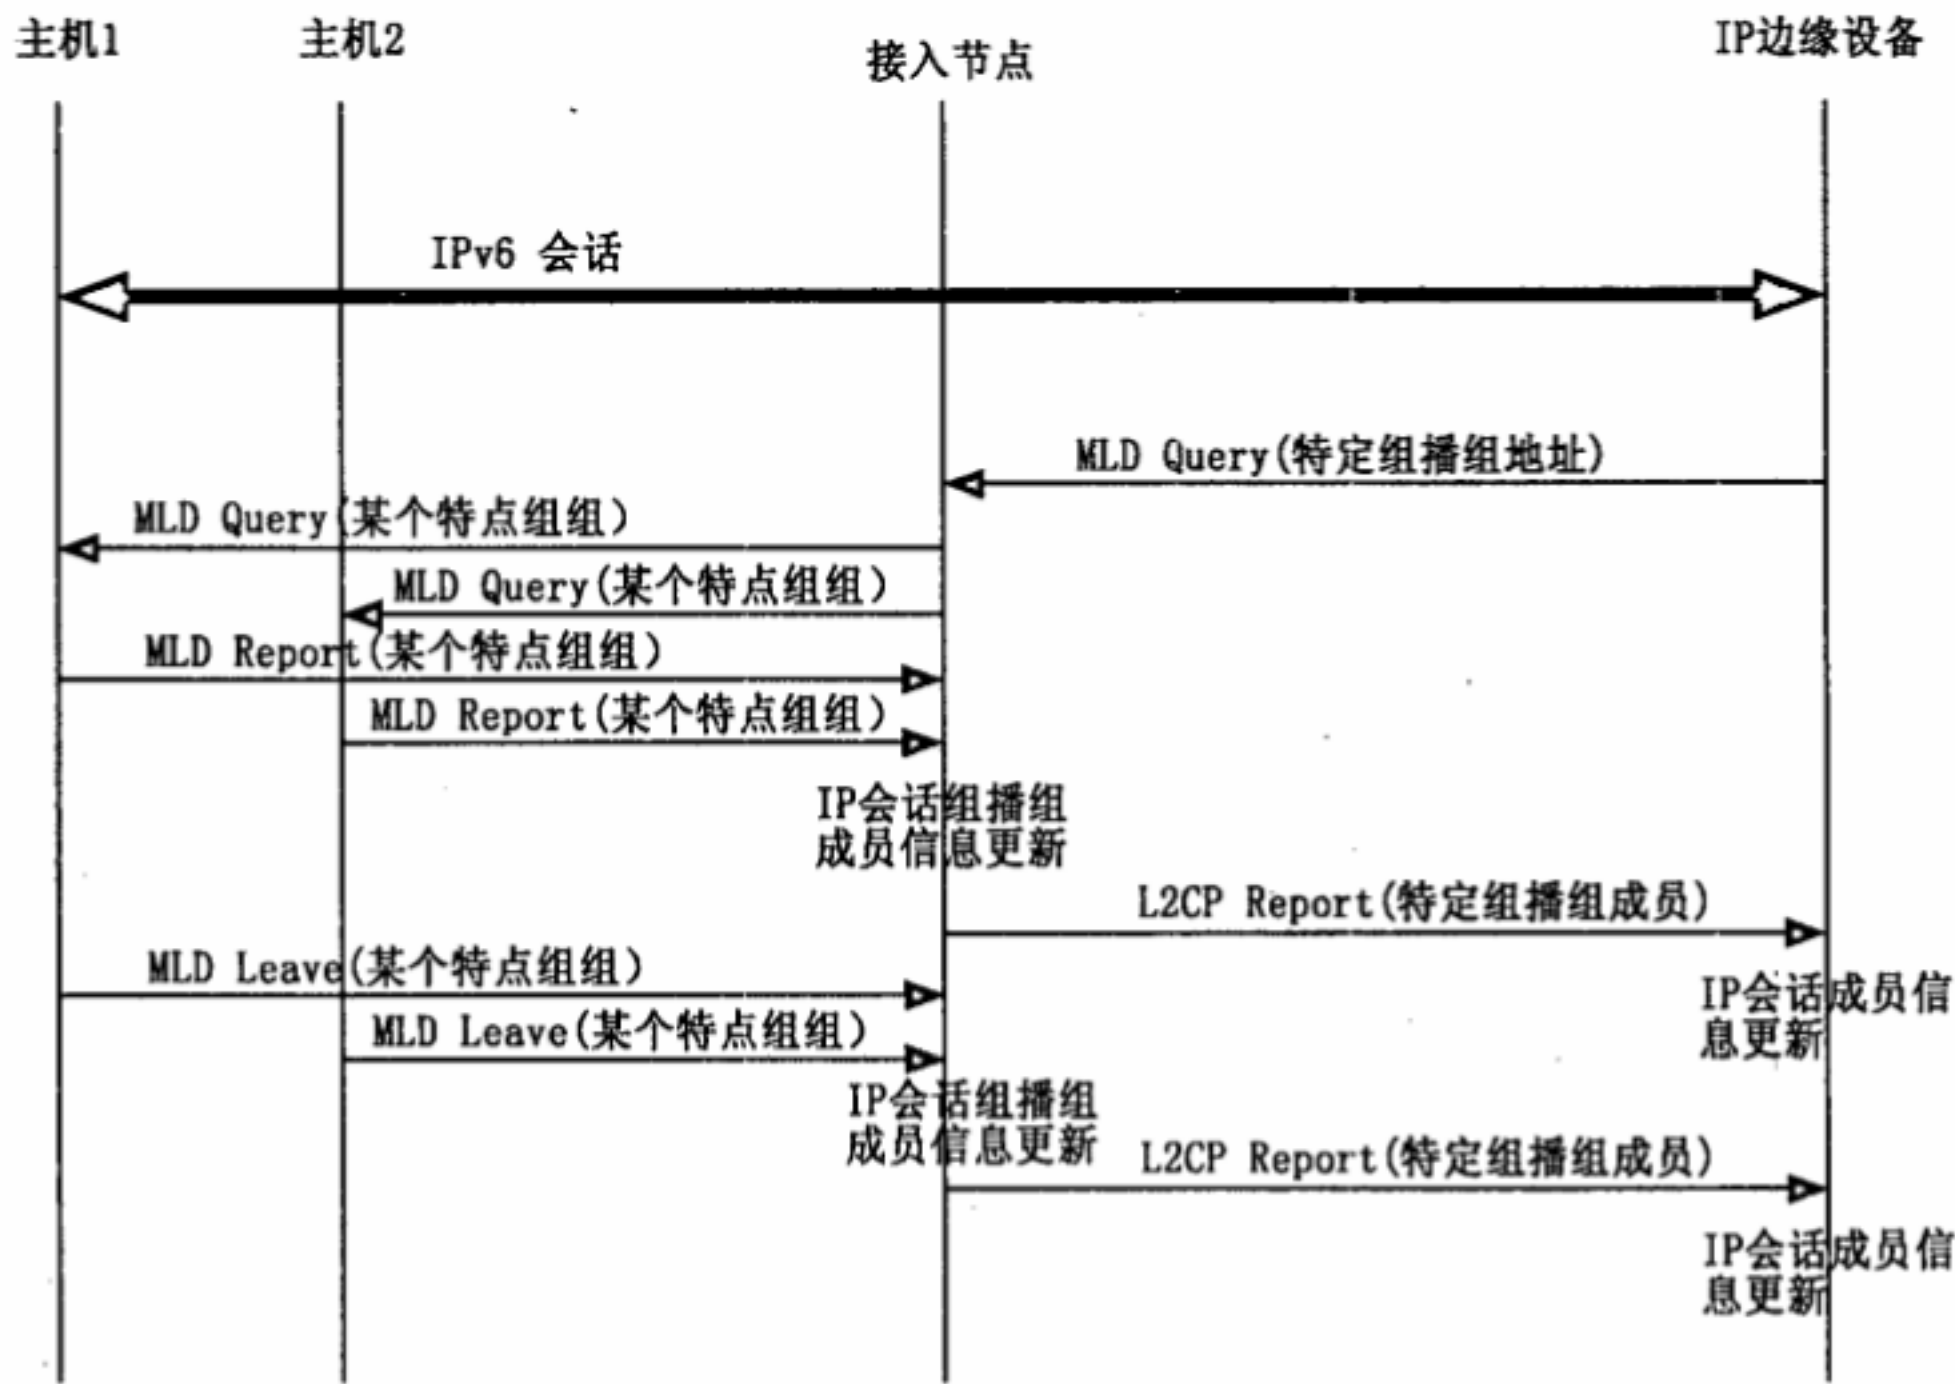 主机1
主机2
接入节点
IP边缘设备
IPv6 会话
MLD Query(特定组播组地址)
MLD Query(某个特点组组)
MLD Query(某个特点组组)
MLD Report(某个特点组组)
MLD Report(某个特点组组)
IP会话组播组
成员信息更新
L2CP Report(特定组播组成员)
MLD Leave(某个特点组组)
IP会话成员信
息更新
MLD Leave(某个特点组组)
IP会话组播组
成员信息更新
L2CP Report(特定组播组成员)
IP会话成员信
息更新